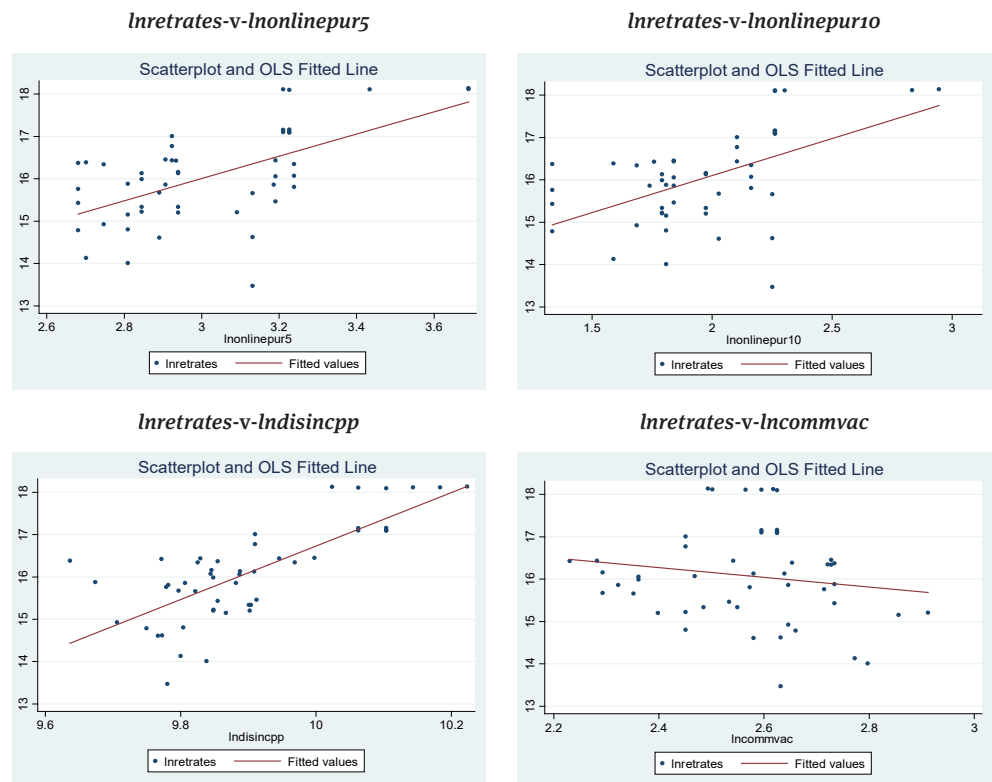 lnretrates-v-lnonlinepur5
Scatterplot and OLS Fitted Line
18
17
16
15
14
13
2.6 2.8 3 3.2 3.4 3.6
lnonlinepur5
lnretrates Fitted values
lnretrates-v-lnonlinepur10
Scatterplot and OLS Fitted Line
18
17
16
15
14
13
1.5 2 2.5 3
lnonlinepur10
lnretrates Fitted values
lnretrates-v-lndisincpp
Scatterplot and OLS Fitted Line
18
17
16
15
14
13
9.6 9.8 10 10.2
lndisincpp
lnretrates Fitted values
lnretrates-v-lncommvac
Scatterplot and OLS Fitted Line
18
17
16
15
14
13
2.2 2.4 2.6 2.8 3
lncommvac
lnretrates Fitted values